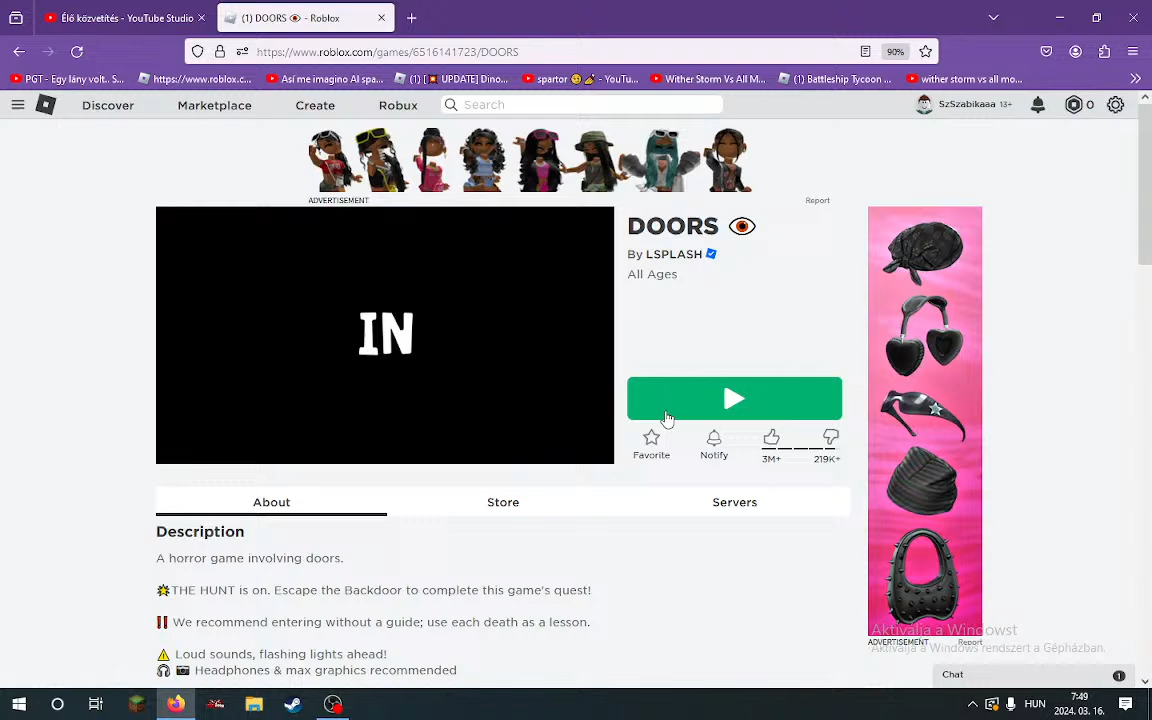 Élő közvetítés - YouTube Studio
(1) DOORS 👁 - Roblox
https://www.roblox.com/games/6516141723/DOORS
90%
PGT - Egy lány volt.. S...
https://www.roblox.c...
Así me imagino Al spa...
(1) [💥 UPDATE] Dino...
spartor 🤨 💅 - YouTu...
Wither Storm Vs All M...
(1) Battleship Tycoon ...
wither storm vs all mo...
Discover
Marketplace
Create
Robux
Search
SzSzabikaaa 13+
0
ADVERTISEMENT
Report
IN
DOORS 👁
By LSPLASH
All Ages
Favorite
Notify
3M+
219K+
About
Store
Servers
Description
A horror game involving doors.
💥THE HUNT is on. Escape the Backdoor to complete this game's quest!
‼️ We recommend entering without a guide; use each death as a lesson.
⚠️ Loud sounds, flashing lights ahead!
🎧 📷 Headphones & max graphics recommended
Aktiválja a Windowst
ADVERTISEMENT
Report
Aktiválja a Windows rendszert a Gépházban.
Chat
1
HUN
7:49
2024. 03. 16.